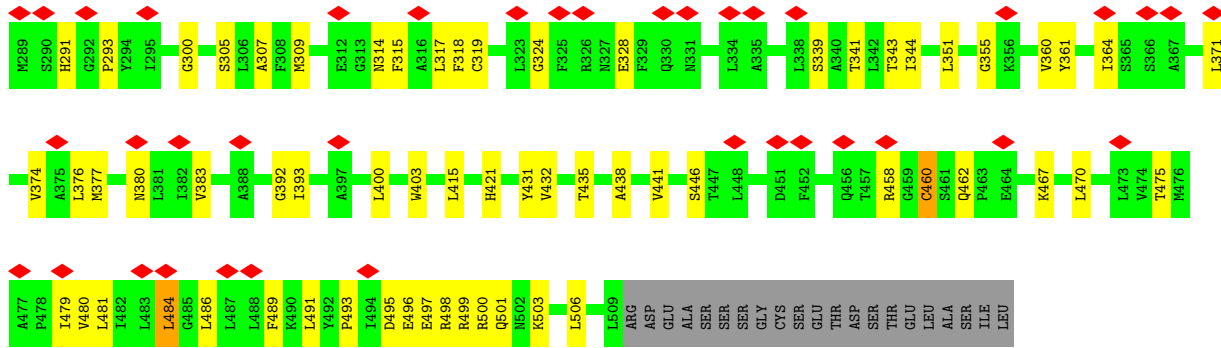 M289 S290 H291 G292 P293 Y294 I295 G300 S305 L306 A307 F308 M309 E312 G313 N314 F315 A316 L317 F318 C319 L323 G324 F325 R326 N327 E328 F329 Q330 N331 L334 A335 L338 S339 A340 T341 L342 T343 I344 L351 G355 K356 V360 Y361 I364 S365 S366 A367 L371
V374 A375 L376 M377 N380 L381 I382 V383 A388 G392 I393 A397 L400 W403 L415 H421 Y431 V432 T435 A438 V441 S446 T447 L448 D451 F452 Q456 T457 R458 G459 C460 S461 Q462 P463 E464 K467 L470 L473 V474 T475 M476
A477 P478 I479 V480 L481 I482 L483 L484 G485 L486 L487 L488 F489 K490 L491 Y492 P493 I494 D495 E496 E497 R498 R499 R500 Q501 N502 K503 L506 L509 ARG ASP GLU ALA SER SER SER GLY CYS SER GLU THR ASP SER THR GLU LEU ALA SER ILE LEU